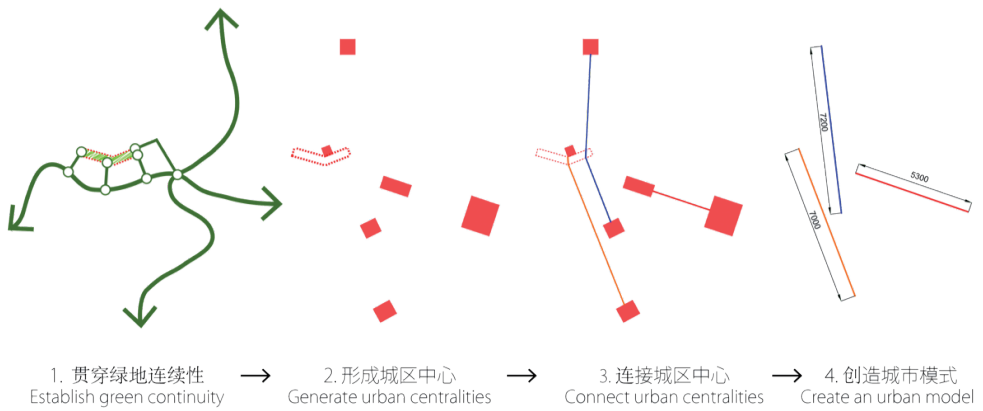 7200
5300
7000
1. 贯穿绿地连续性
Establish green continuity
2. 形成城区中心
Generate urban centralities
3. 连接城区中心
Connect urban centralities
4. 创造城市模式
Create an urban model